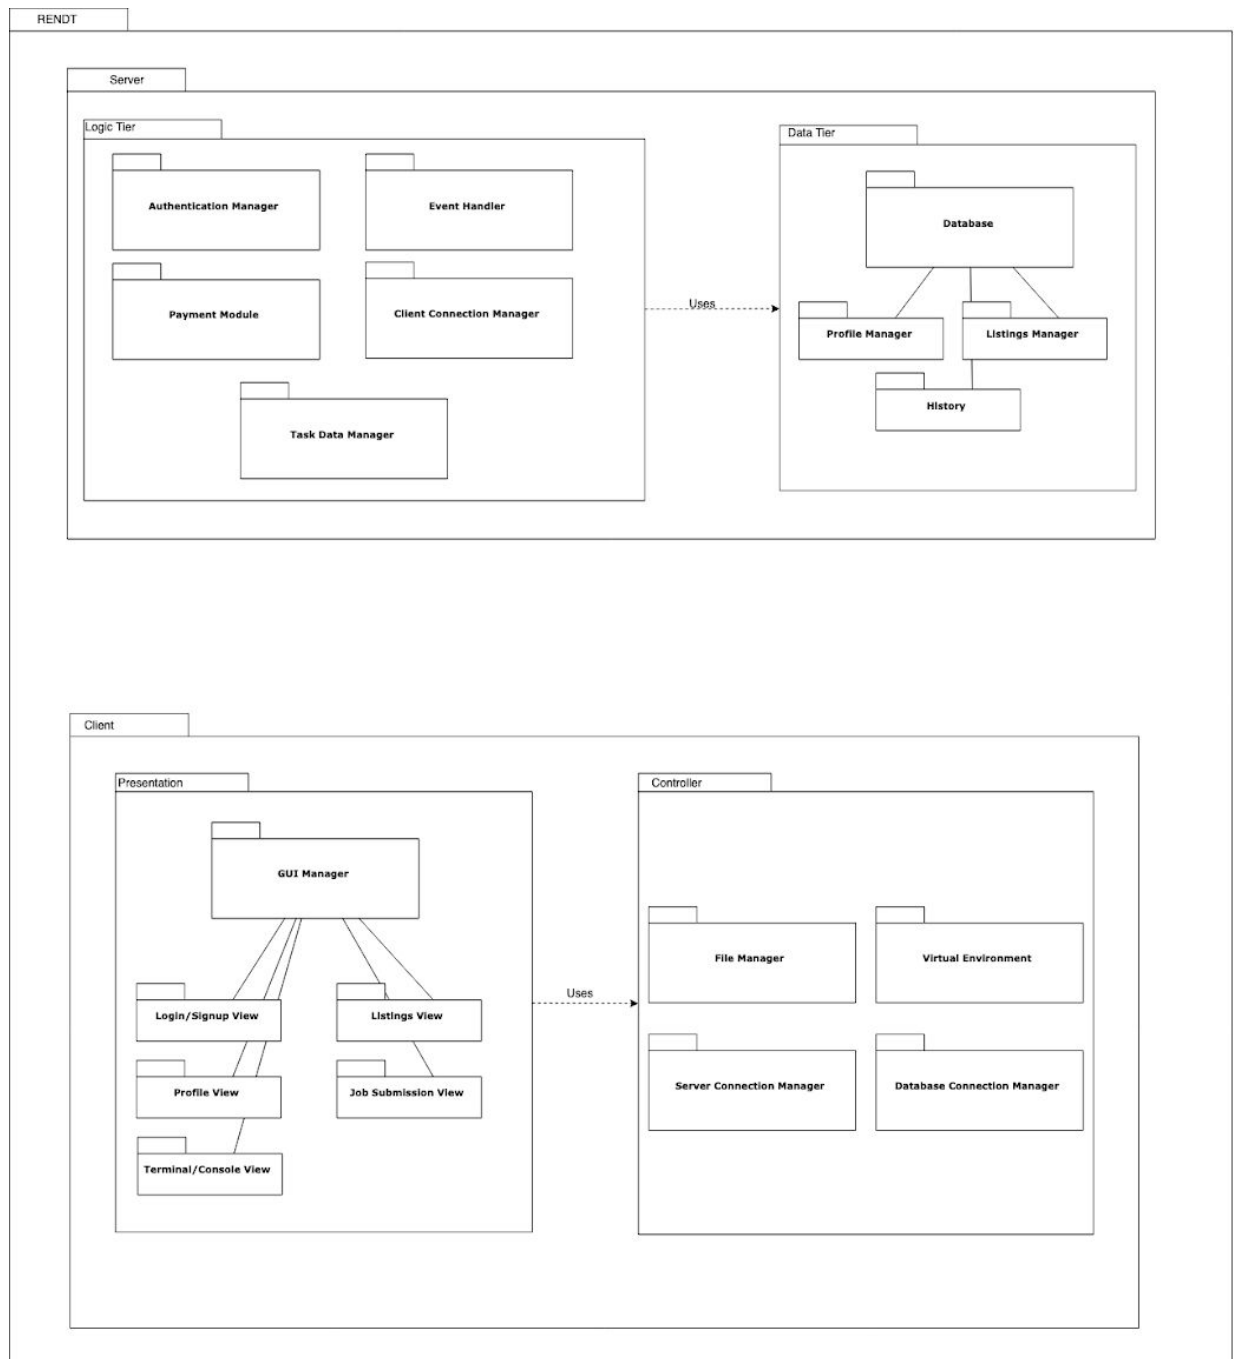 RENDT
Server
Logic Tier
Data Tier
Authentication Manager
Event Handler
Database
Payment Module
Client Connection Manager
Uses
Profile Manager
Listings Manager
History
Task Data Manager
Client
Presentation
Controller
GUI Manager
File Manager
Virtual Environment
Uses
Login/Signup View
Listings View
Profile View
Job Submission View
Server Connection Manager
Database Connection Manager
Terminal/Console View